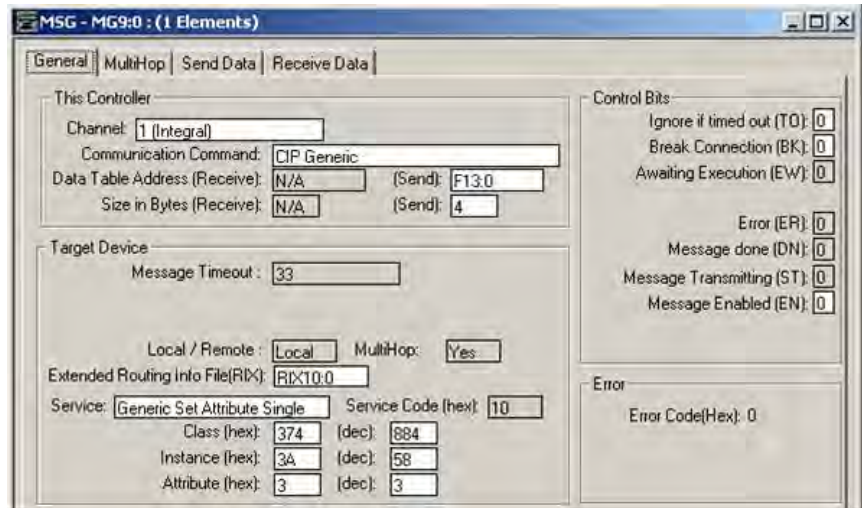 MSG - MG9:0 : (1 Elements)
General MultiHop Send Data Receive Data
This Controller
Channel: 1 (Integral)
Communication Command: CIP Generic
Data Table Address (Receive): N/A (Send): F13:0
Size in Bytes (Receive): N/A (Send): 4
Target Device
Message Timeout : 33
Local / Remote : Local MultiHop: Yes
Extended Routing Info File(RIX): RIX10:0
Service: Generic Set Attribute Single Service Code (hex): 10
Class (hex): 374 (dec): 884
Instance (hex): 3A (dec): 58
Attribute (hex): 3 (dec): 3
Control Bits
Ignore if timed out (TO): 0
Break Connection (BK): 0
Awaiting Execution (EW): 0
Error (ER): 0
Message done (DN): 0
Message Transmitting (ST): 0
Message Enabled (EN): 0
Error
Error Code(Hex): 0